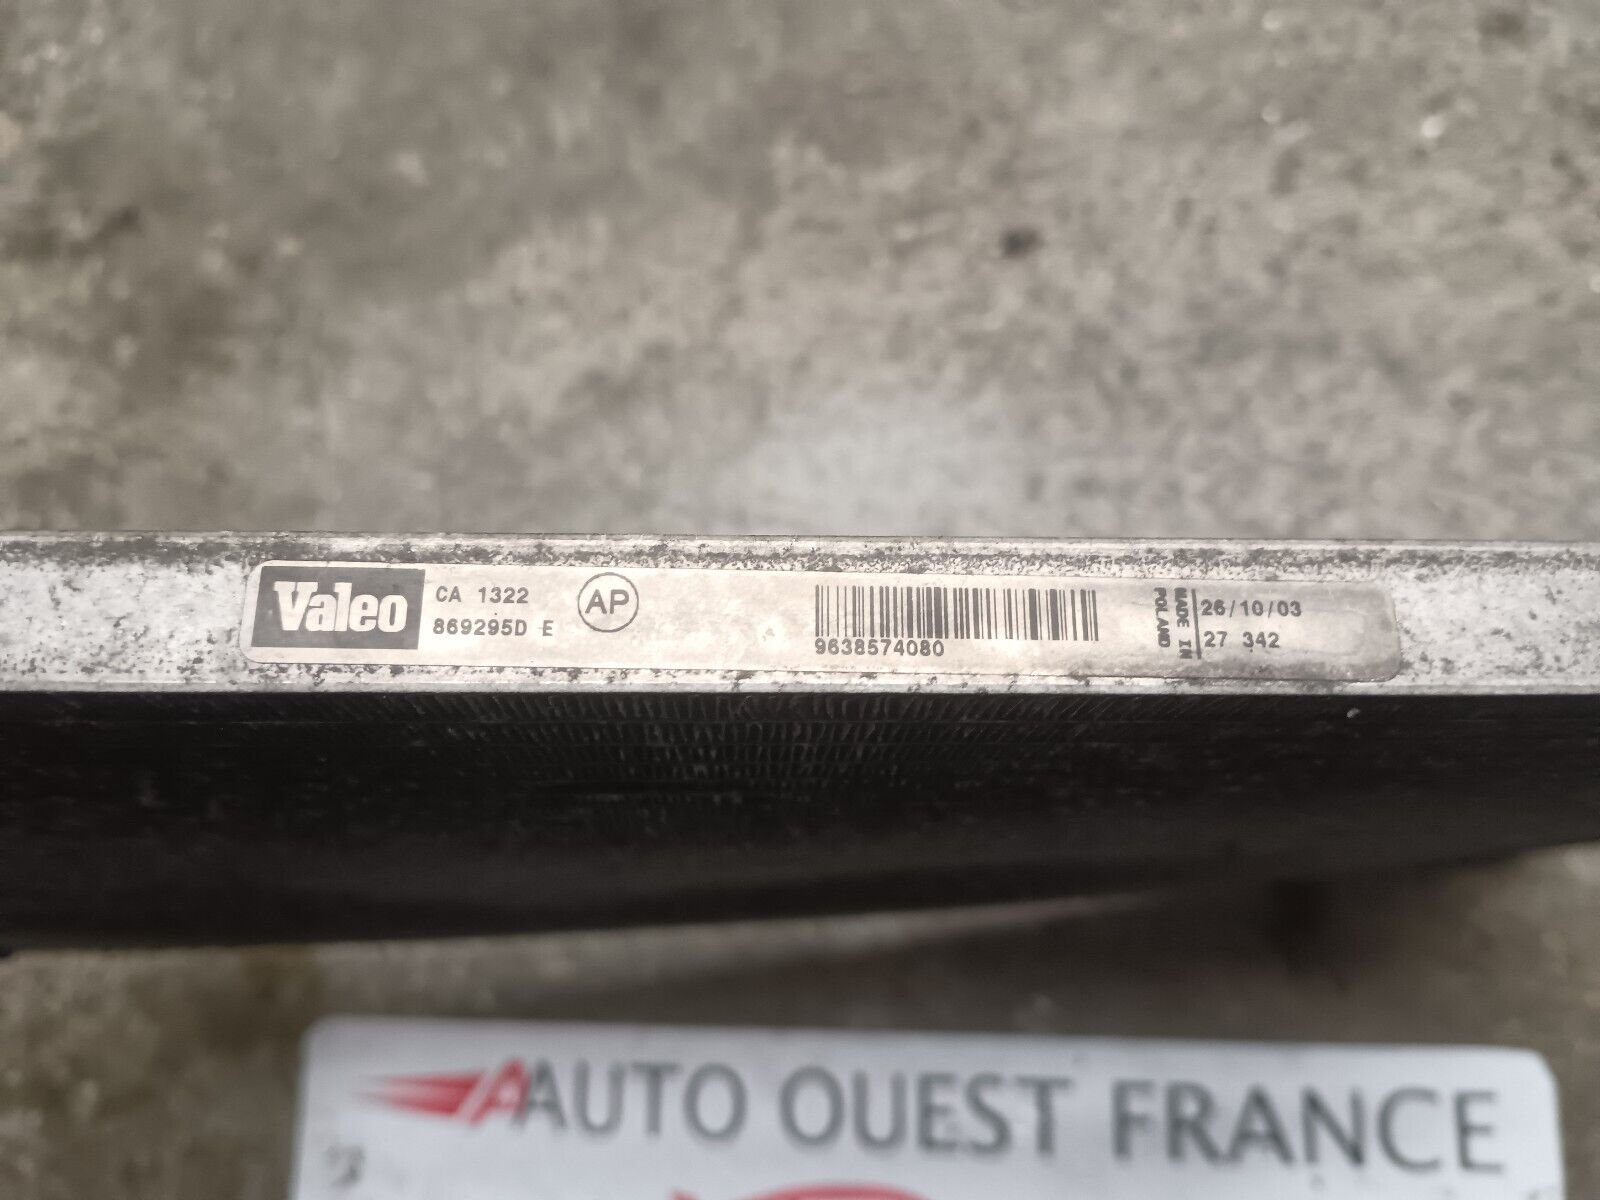 Valeo
CA 1322
869295D E
AP
9638574080
MADE IN
POLAND
26/10/03
27 342
AUTO OUEST FRANCE